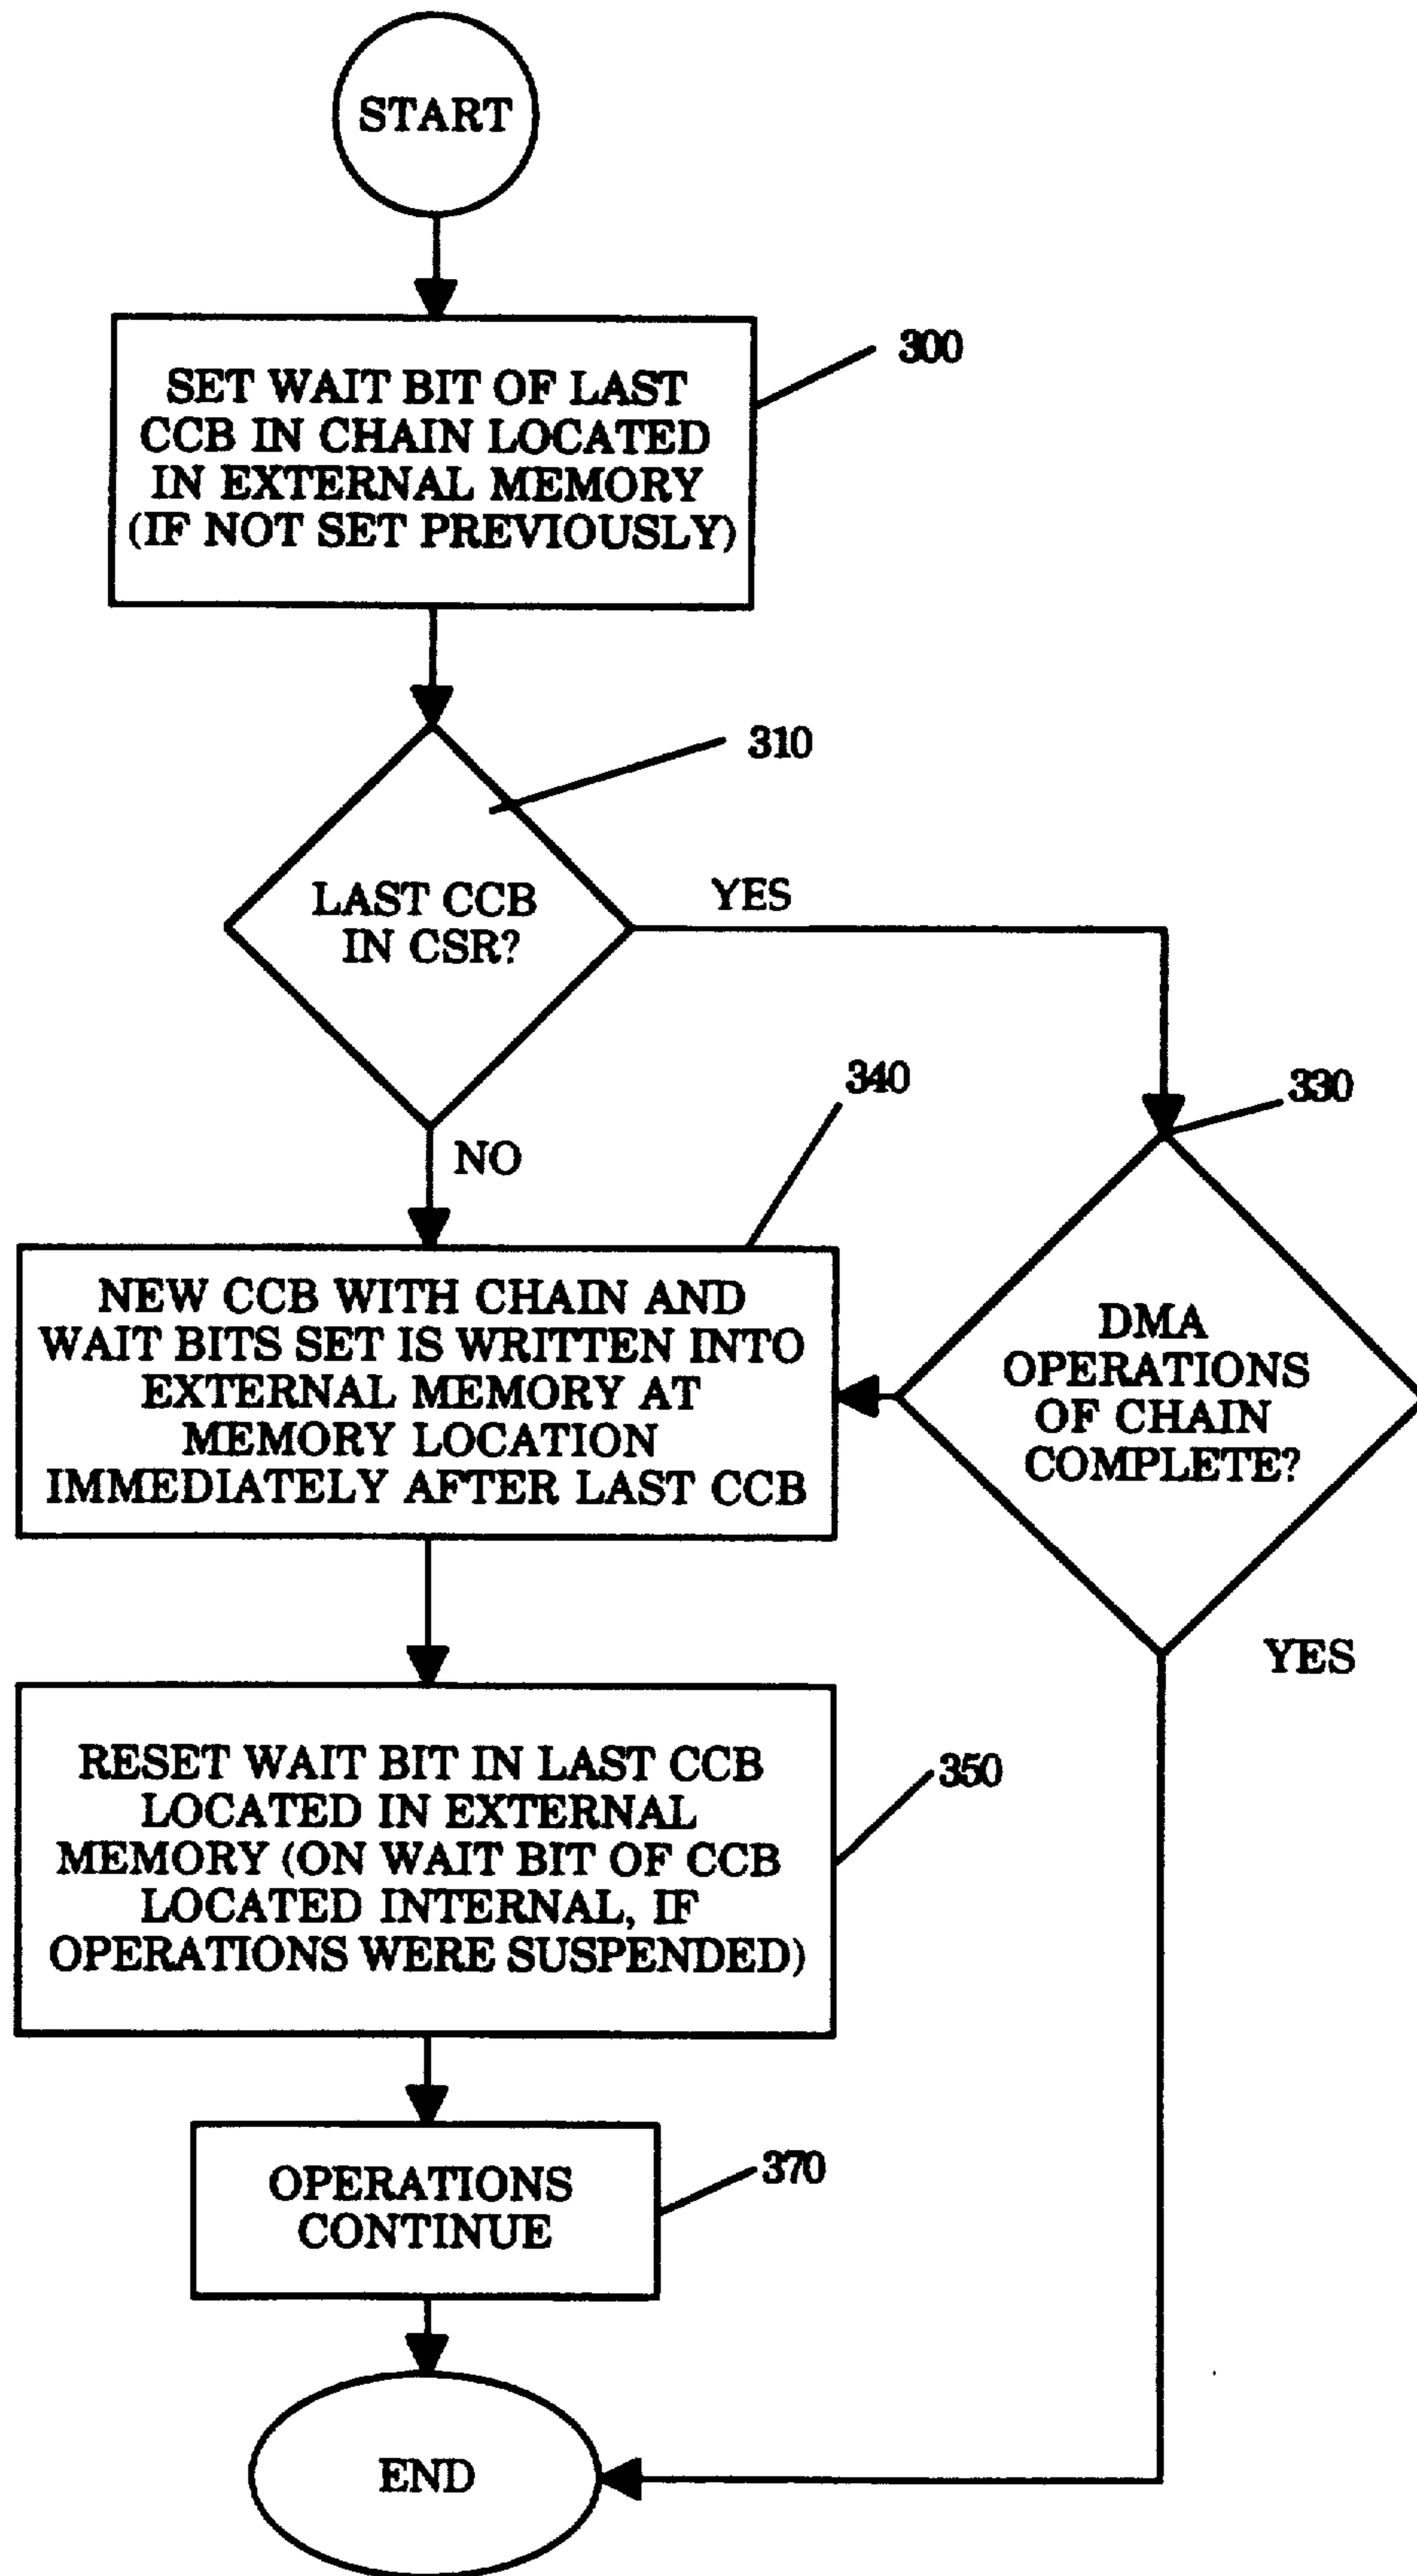 START
SET WAIT BIT OF LAST
CCB IN CHAIN LOCATED
IN EXTERNAL MEMORY
(IF NOT SET PREVIOUSLY)
300
310
LAST CCB
IN CSR?
YES
NO
340
330
NEW CCB WITH CHAIN AND
WAIT BITS SET IS WRITTEN INTO
EXTERNAL MEMORY AT
MEMORY LOCATION
IMMEDIATELY AFTER LAST CCB
DMA
OPERATIONS
OF CHAIN
COMPLETE?
YES
RESET WAIT BIT IN LAST CCB
LOCATED IN EXTERNAL
MEMORY (ON WAIT BIT OF CCB
LOCATED INTERNAL, IF
OPERATIONS WERE SUSPENDED)
350
OPERATIONS
CONTINUE
370
END